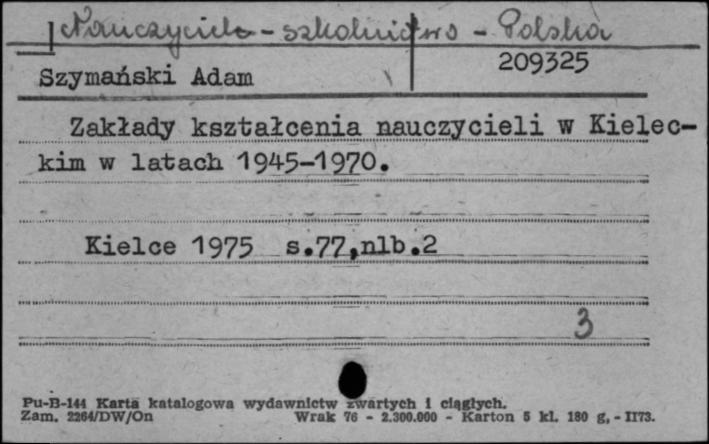 Nauczyciele - szkolnictwo - Polska
209325
Szymański Adam
Zakłady kształcenia nauczycieli w Kielec-
kim w latach 1945-1970.
Kielce 1975 s.77,nlb.2
3
Pu-B-144 Karta katalogowa wydawnictw zwartych i ciągłych.
Zam. 2264/DW/On Wrak 76 - 2.300.000 - Karton 5 kl. 180 g, - II73.